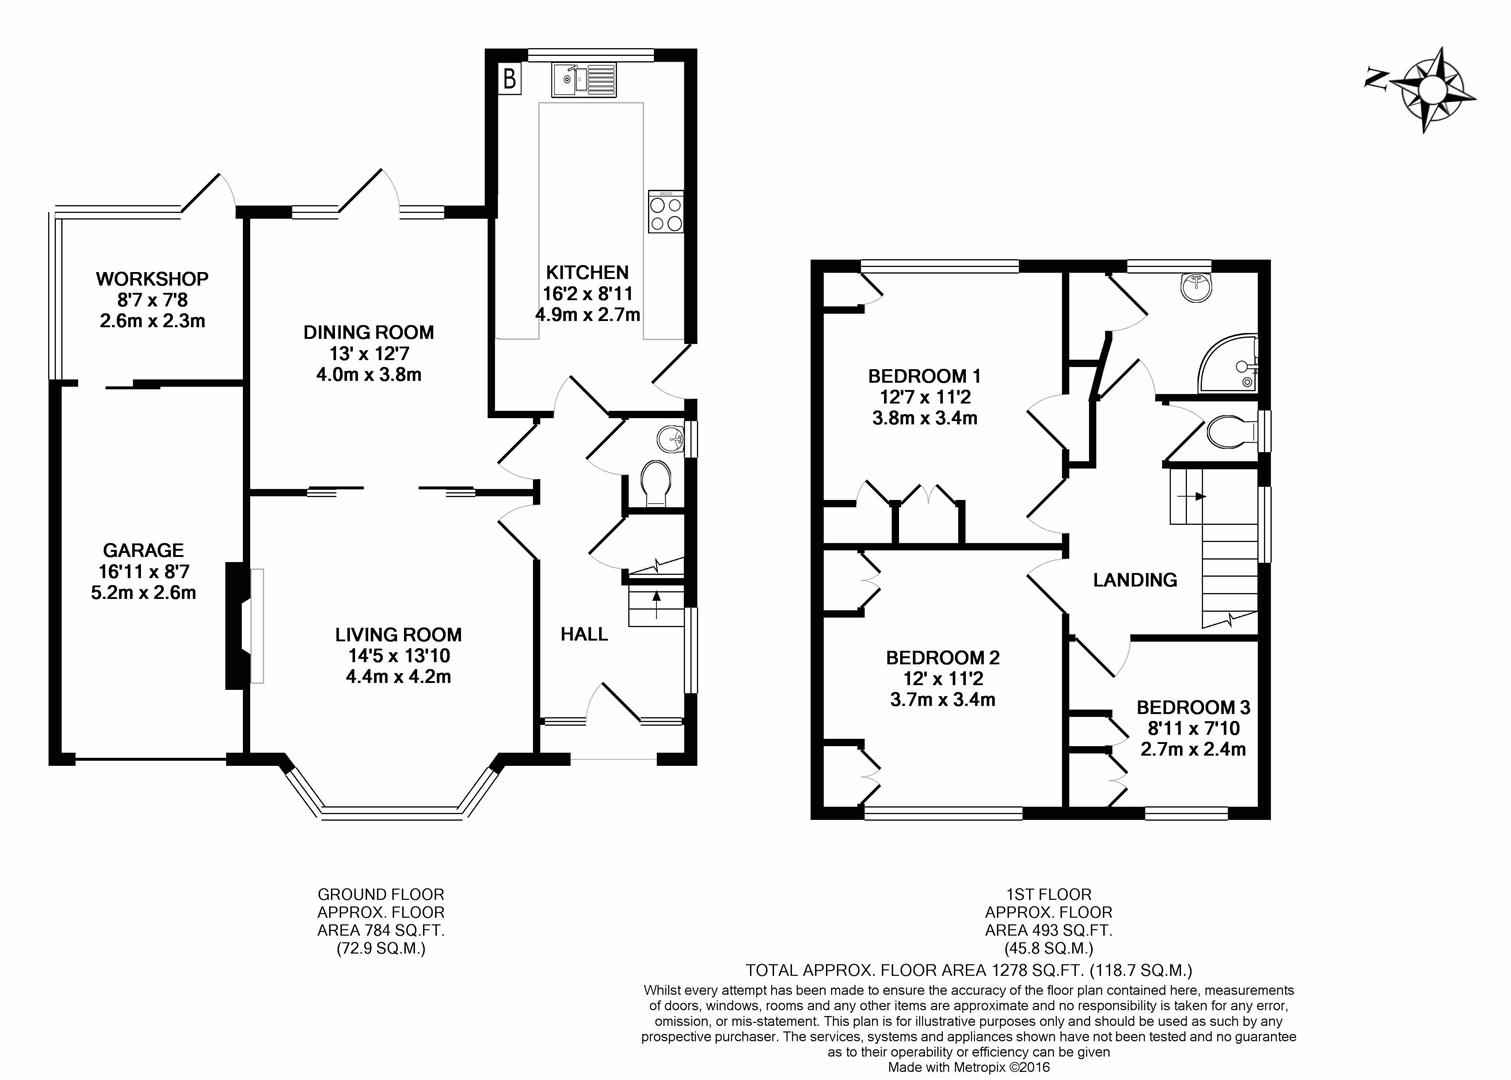 N
B
WORKSHOP
8'7 x 7'8
2.6m x 2.3m
DINING ROOM
13' x 12'7
4.0m x 3.8m
KITCHEN
16'2 x 8'11
4.9m x 2.7m
GARAGE
16'11 x 8'7
5.2m x 2.6m
LIVING ROOM
14'5 x 13'10
4.4m x 4.2m
HALL
BEDROOM 1
12'7 x 11'2
3.8m x 3.4m
LANDING
BEDROOM 2
12' x 11'2
3.7m x 3.4m
BEDROOM 3
8'11 x 7'10
2.7m x 2.4m
GROUND FLOOR
APPROX. FLOOR
AREA 784 SQ.FT.
(72.9 SQ.M.)
1ST FLOOR
APPROX. FLOOR
AREA 493 SQ.FT.
(45.8 SQ.M.)
TOTAL APPROX. FLOOR AREA 1278 SQ.FT. (118.7 SQ.M.)
Whilst every attempt has been made to ensure the accuracy of the floor plan contained here, measurements
of doors, windows, rooms and any other items are approximate and no responsibility is taken for any error,
omission, or mis-statement. This plan is for illustrative purposes only and should be used as such by any
prospective purchaser. The services, systems and appliances shown have not been tested and no guarantee
as to their operability or efficiency can be given
Made with Metropix ©2016